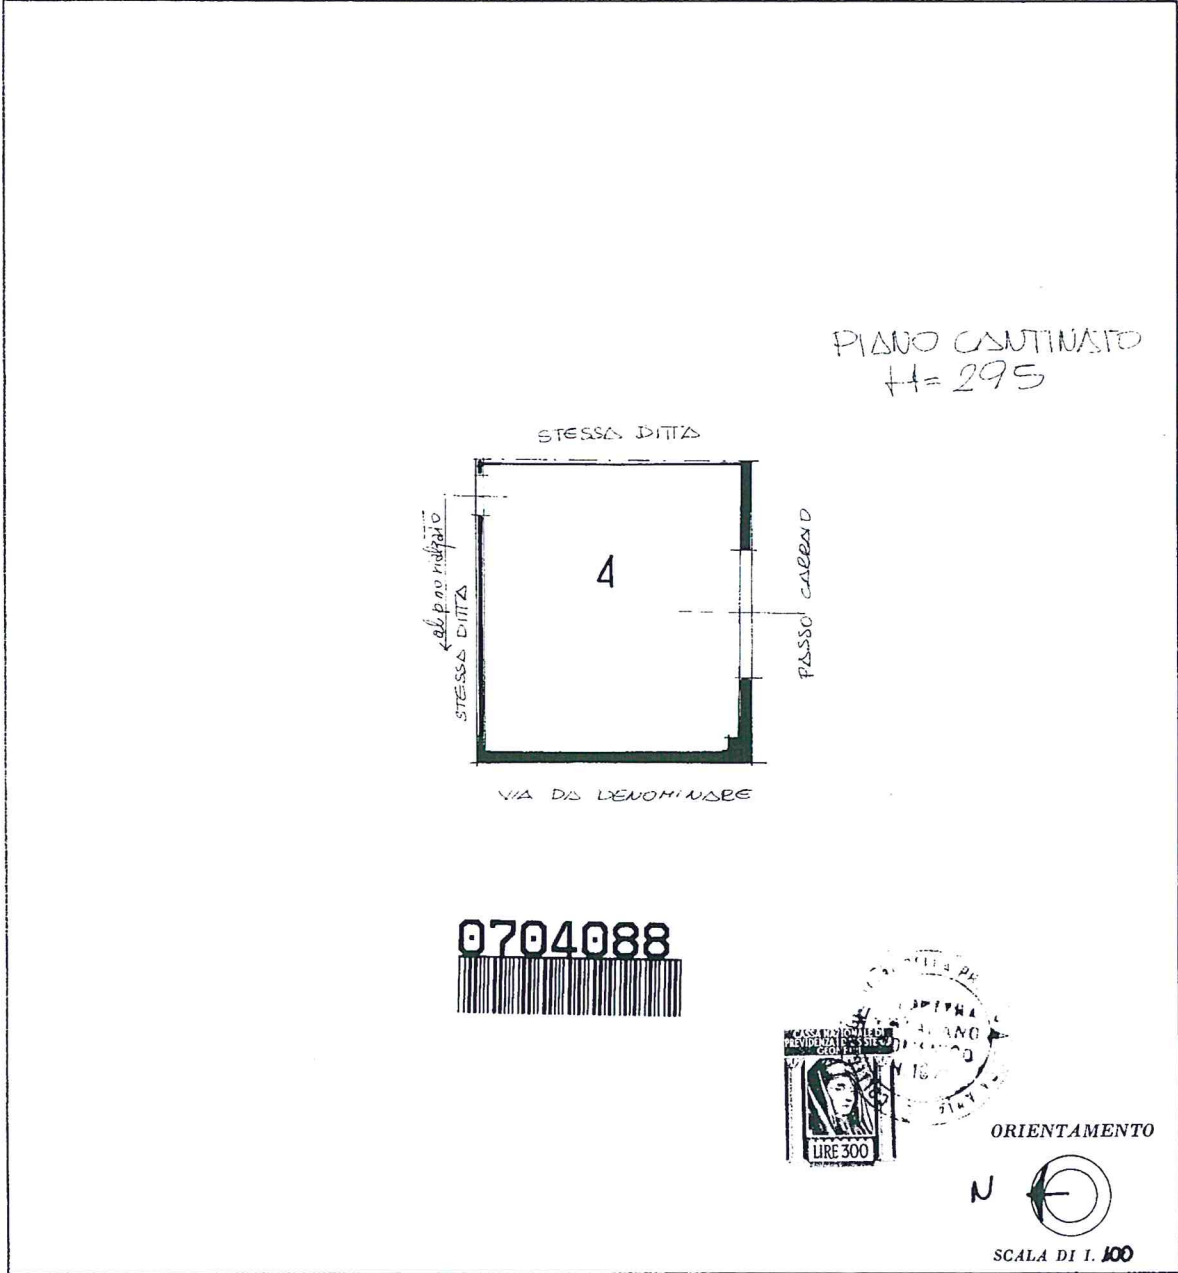 PIANO CANTINATO
H= 295
STESSA DITTA
STESSA DITTA
4
PASSO CARRAIO
VIA DA DENOMINARE
0704088
CASSA NAZIONALE DI
PREVIDENZA
LIRE 300
ORIENTAMENTO
N
SCALA DI 1. 100